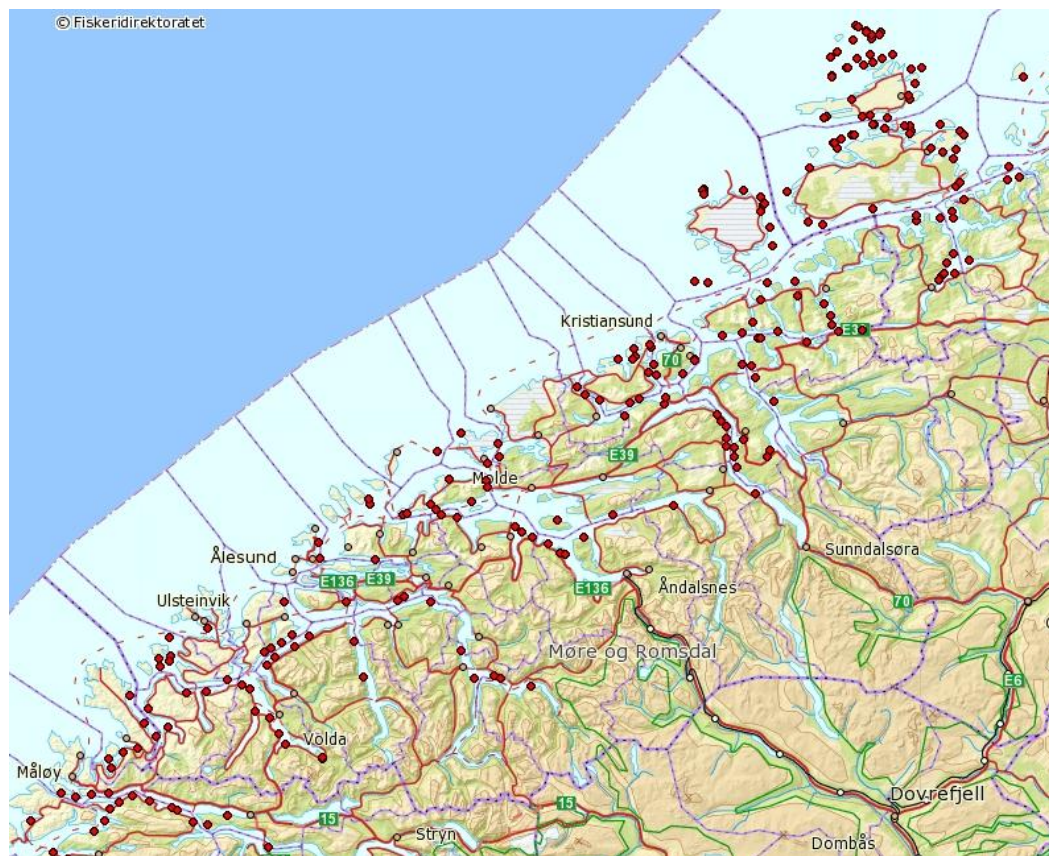 © Fiskeridirektoratet
Kristiansund
70
E39
E39
Molde
Ålesund
E136
E39
Sunndalsøra
Ulsteinvik
E136
Åndalsnes
70
Møre og Romsdal
E6
Volda
Måløy
Dovrefjell
15
15
Stryn
Dombås